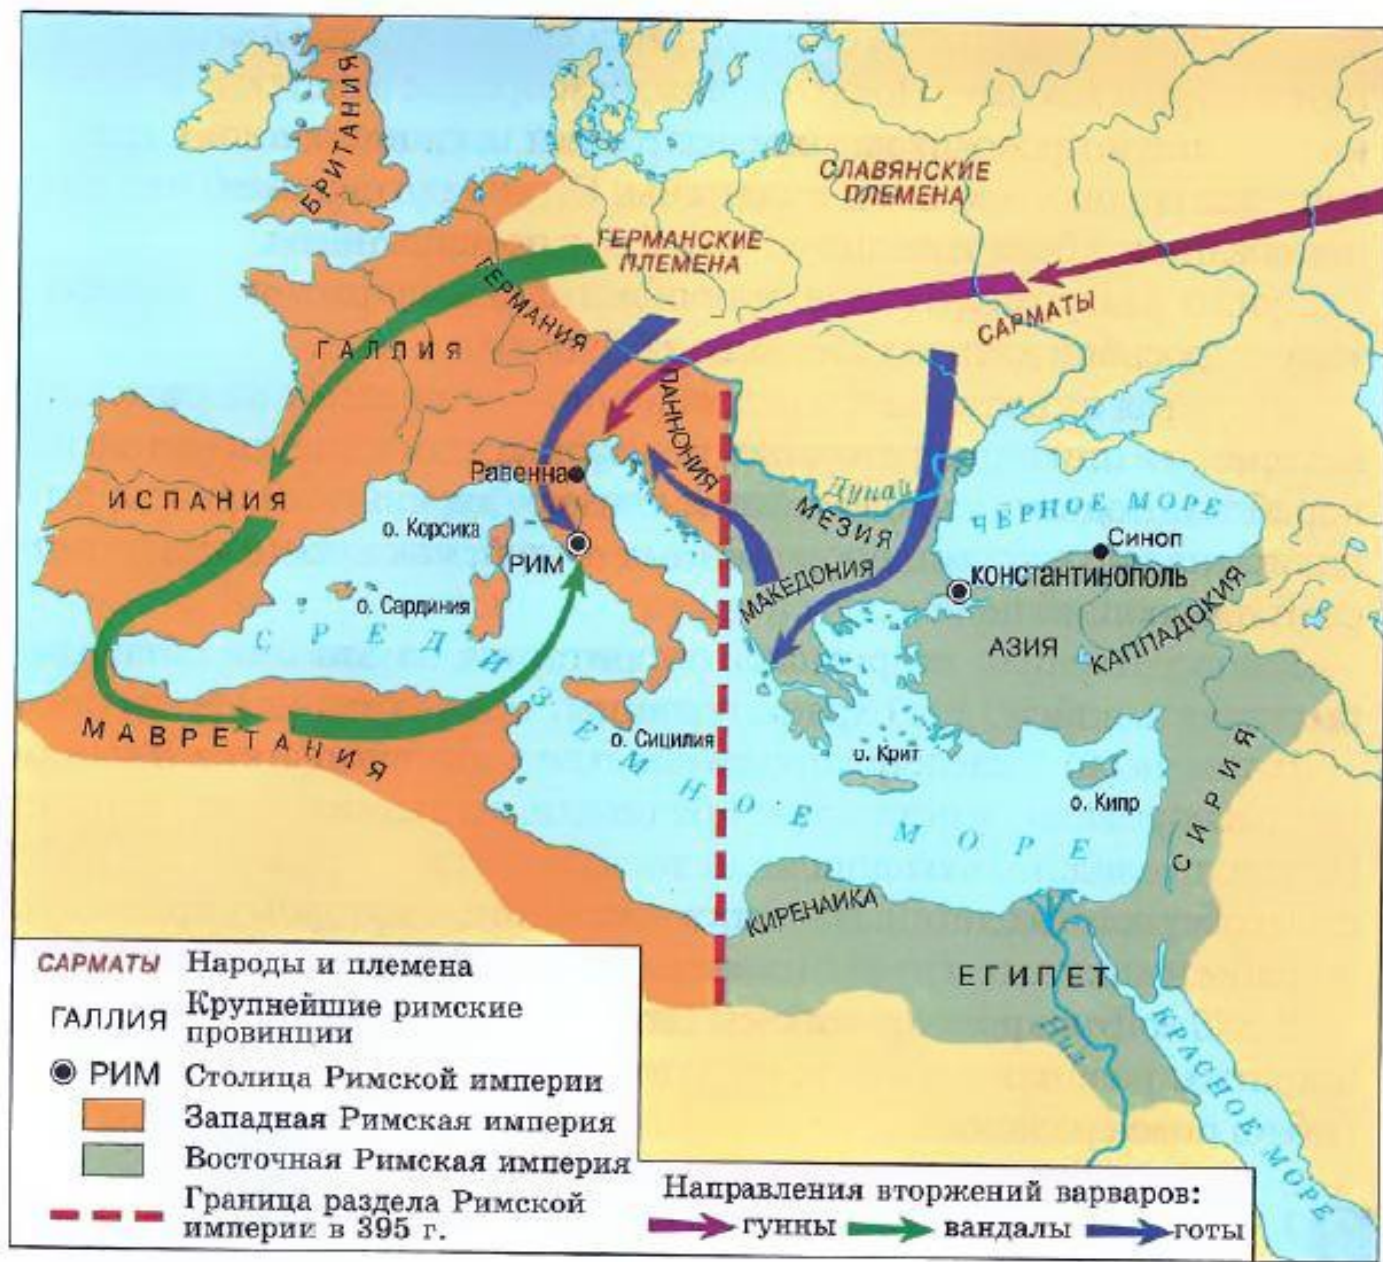 БРИТАНИЯ
СЛАВЯНСКИЕ
ПЛЕМЕНА
ГЕРМАНСКИЕ
ПЛЕМЕНА
ГЕРМАНИЯ
САРМАТЫ
ГАЛЛИЯ
ПАННОНИЯ
Равенна
ИСПАНИЯ
о. Корсика
РИМ
Дунай
МЕЗИЯ
ЧЁРНОЕ МОРЕ
Синоп
КОНСТАНТИНОПОЛЬ
МАКЕДОНИЯ
о. Сардиния
АЗИЯ
КАППАДОКИЯ
СРЕДИЗЕМНОЕ МОРЕ
МАВРЕТАНИЯ
о. Сицилия
о. Крит
о. Кипр
СИРИЯ
КИРЕНАИКА
ЕГИПЕТ
Нил
КРАСНОЕ МОРЕ
САРМАТЫ Народы и племена
ГАЛЛИЯ Крупнейшие римские
провинции
РИМ Столица Римской империи
Западная Римская империя
Восточная Римская империя
Граница раздела Римской
империи в 395 г.
Направления вторжений варваров:
гунны вандалы готы